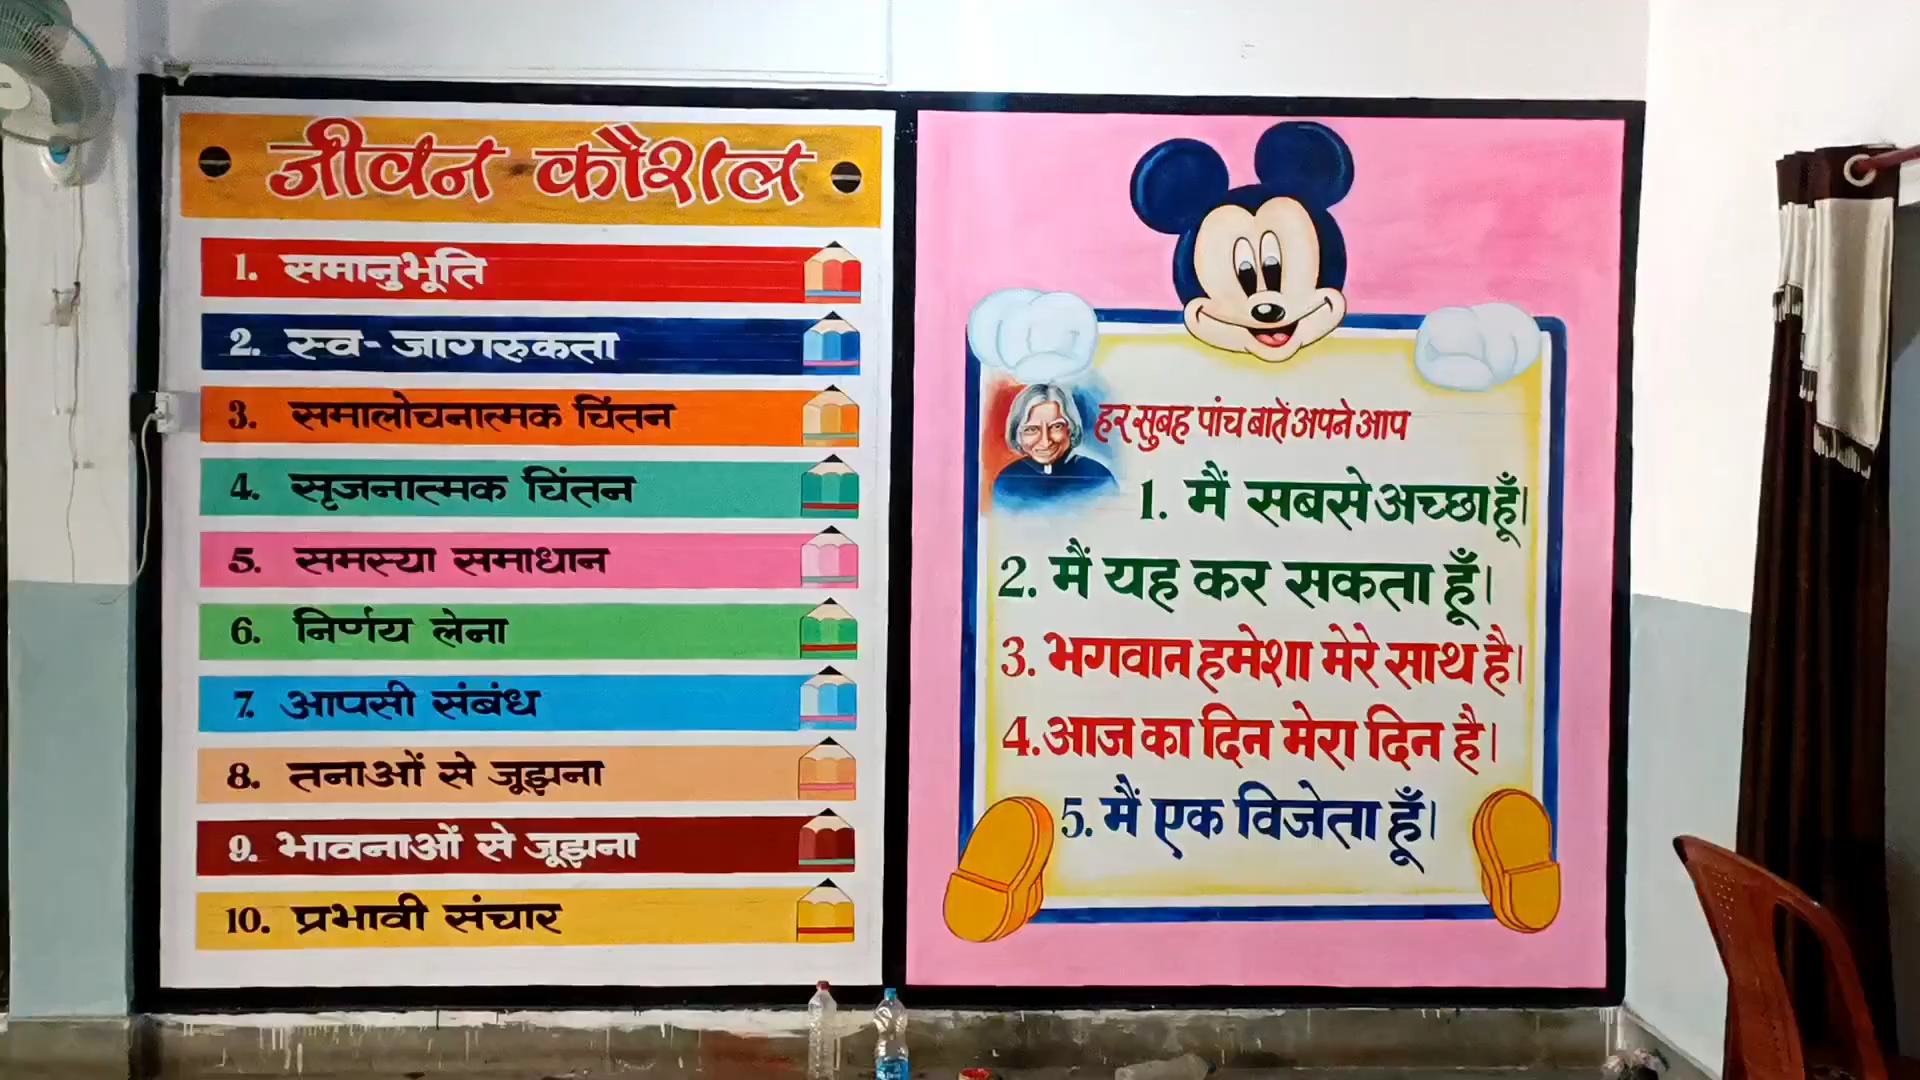 जीवन कौशल
1. समानुभूति
2. स्व-जागरुकता
3. समालोचनात्मक चिंतन
4. सृजनात्मक चिंतन
5. समस्या समाधान
6. निर्णय लेना
7. आपसी संबंध
8. तनाओं से जूझना
9. भावनाओं से जूझना
10. प्रभावी संचार
हर सुबह पांच बातें अपने आप
1. मैं सबसे अच्छा हूँ।
2. मैं यह कर सकता हूँ।
3. भगवान हमेशा मेरे साथ है।
4. आज का दिन मेरा दिन है।
5. मैं एक विजेता हूँ।